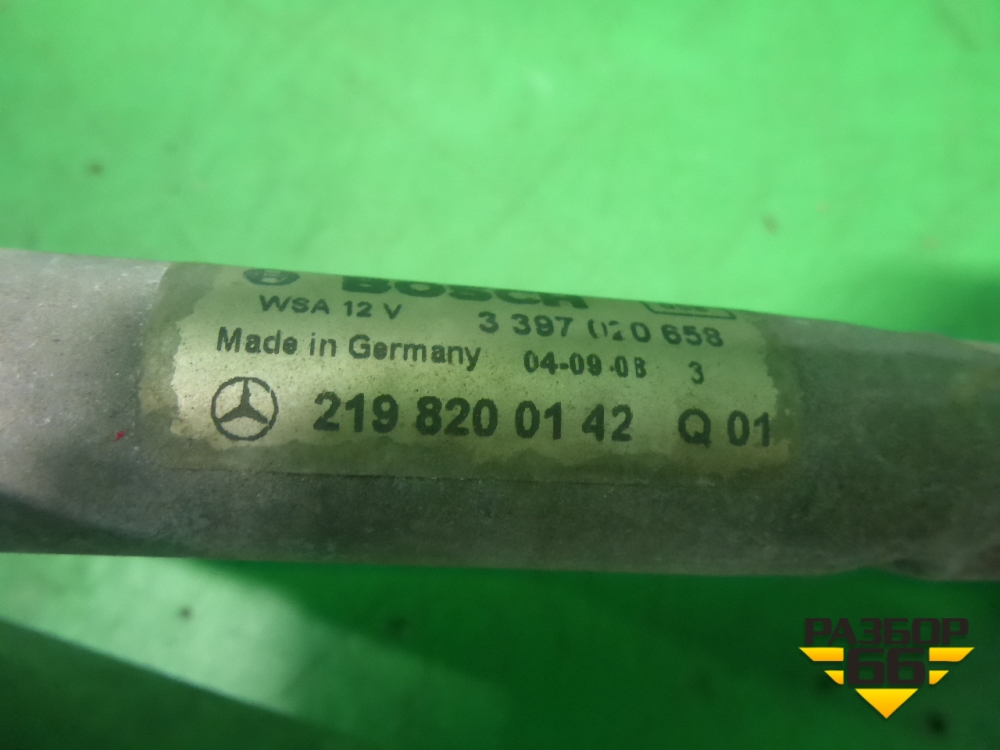 BOSCH
WSA 12 V 3 397 020 658
Made in Germany 04-09-08 3
219 820 01 42 Q 01
РАЗБОР
66